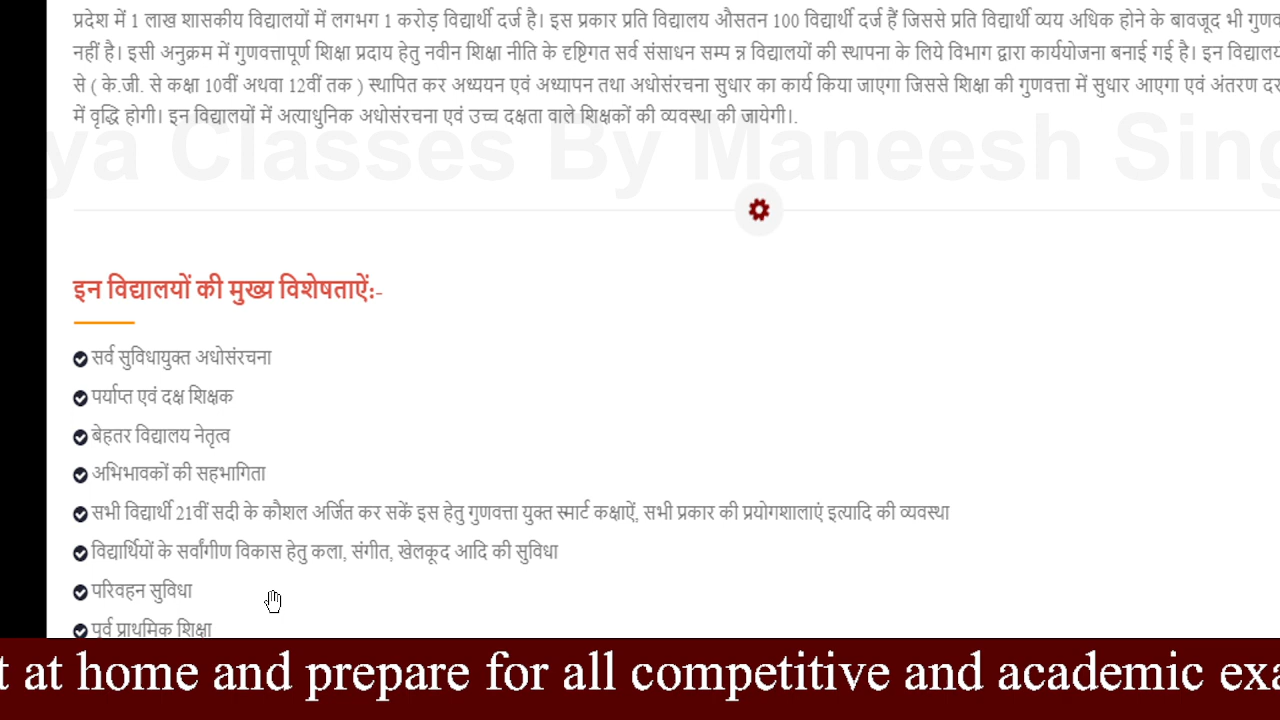 प्रदेश में 1 लाख शासकीय विद्यालयों में लगभग 1 करोड़ विद्यार्थी दर्ज है। इस प्रकार प्रति विद्यालय औसतन 100 विद्यार्थी दर्ज हैं जिससे प्रति विद्यार्थी व्यय अधिक होने के बावजूद भी
नहीं है। इसी अनुक्रम में गुणवत्तापूर्ण शिक्षा प्रदाय हेतु नवीन शिक्षा नीति के दृष्टिगत सर्व संसाधन सम्प न्न विद्यालयों की स्थापना के लिये विभाग द्वारा कार्ययोजना बनाई गई है। इन
से ( के.जी. से कक्षा 10वीं अथवा 12वीं तक ) स्थापित कर अध्ययन एवं अध्यापन तथा अधोसंरचना सुधार का कार्य किया जाएगा जिससे शिक्षा की गुणवत्ता में सुधार आएगा एवं अंतरण
में वृद्धि होगी। इन विद्यालयों में अत्याधुनिक अधोसंरचना एवं उच्च दक्षता वाले शिक्षकों की व्यवस्था की जायेगी।.
ya Classes By Maneesh Sing
इन विद्यालयों की मुख्य विशेषताऐं:-
सर्व सुविधायुक्त अधोसंरचना
पर्याप्त एवं दक्ष शिक्षक
बेहतर विद्यालय नेतृत्व
अभिभावकों की सहभागिता
सभी विद्यार्थी 21वीं सदी के कौशल अर्जित कर सकें इस हेतु गुणवत्ता युक्त स्मार्ट कक्षाऐं, सभी प्रकार की प्रयोगशालाएं इत्यादि की व्यवस्था
विद्यार्थियों के सर्वांगीण विकास हेतु कला, संगीत, खेलकूद आदि की सुविधा
परिवहन सुविधा
पूर्व प्राथमिक शिक्षा
t at home and prepare for all competitive and academic exa